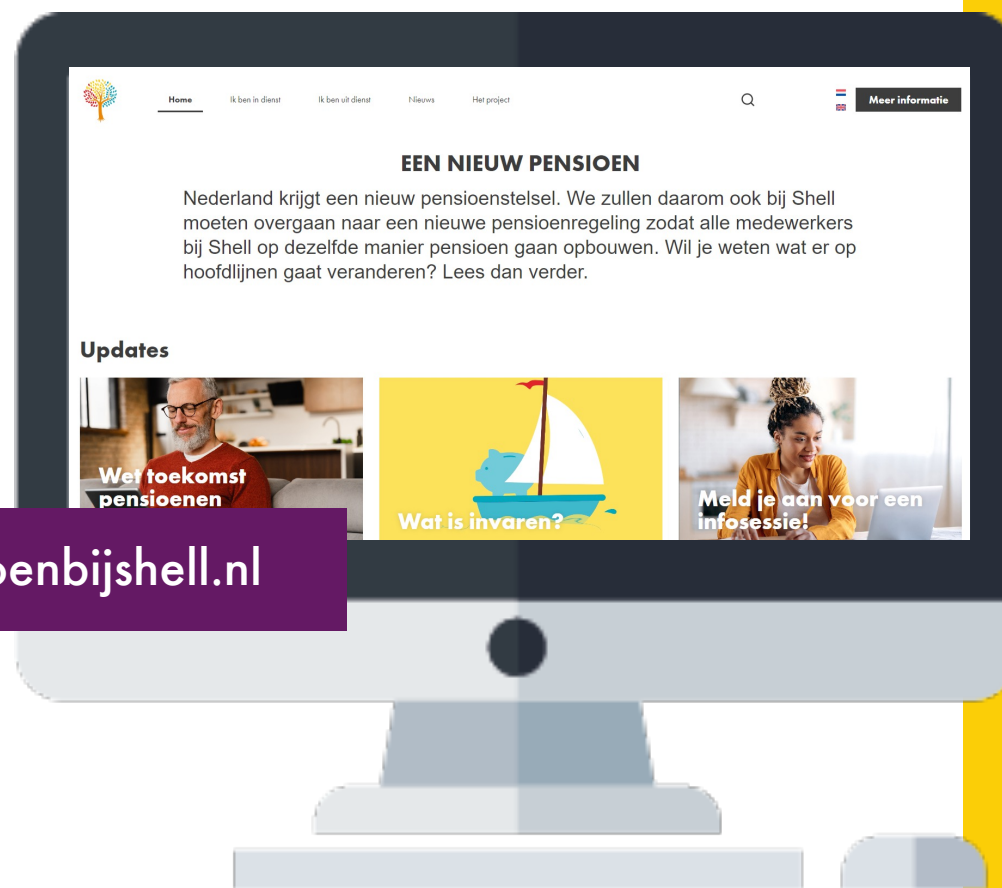 Home Ik ben in dienst Ik ben uit dienst Nieuws Het project Meer informatie
EEN NIEUW PENSIOEN
Nederland krijgt een nieuw pensioenstelsel. We zullen daarom ook bij Shell
moeten overgaan naar een nieuwe pensioenregeling zodat alle medewerkers
bij Shell op dezelfde manier pensioen gaan opbouwen. Wil je weten wat er op
hoofdlijnen gaat veranderen? Lees dan verder.
Updates
Wet toekomst
pensioenen
Wat is invaren?
Meld je aan voor een
infosessie!
enbijshell.nl